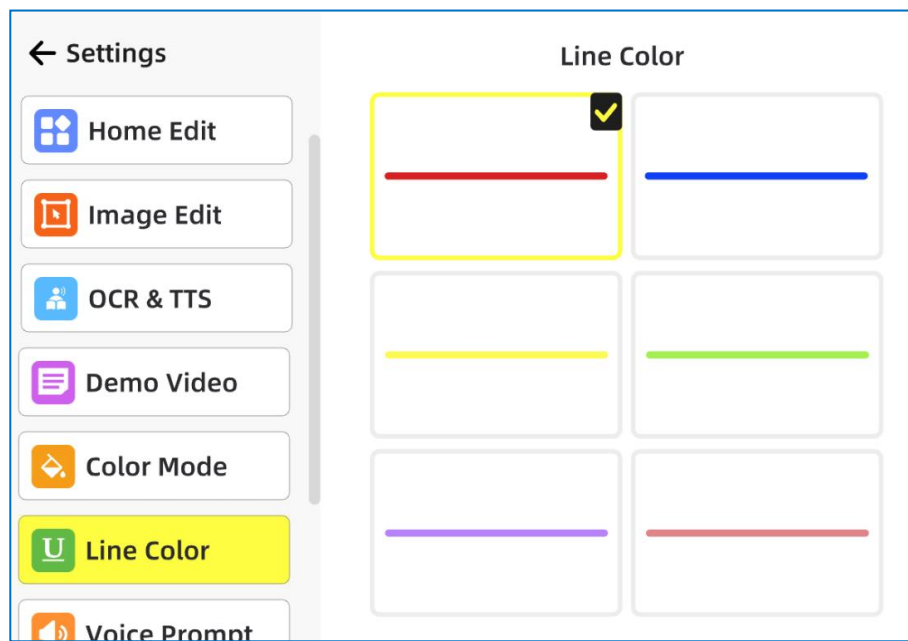 Settings
Home Edit
Image Edit
OCR & TTS
Demo Video
Color Mode
U Line Color
Voice Prompt
Line Color